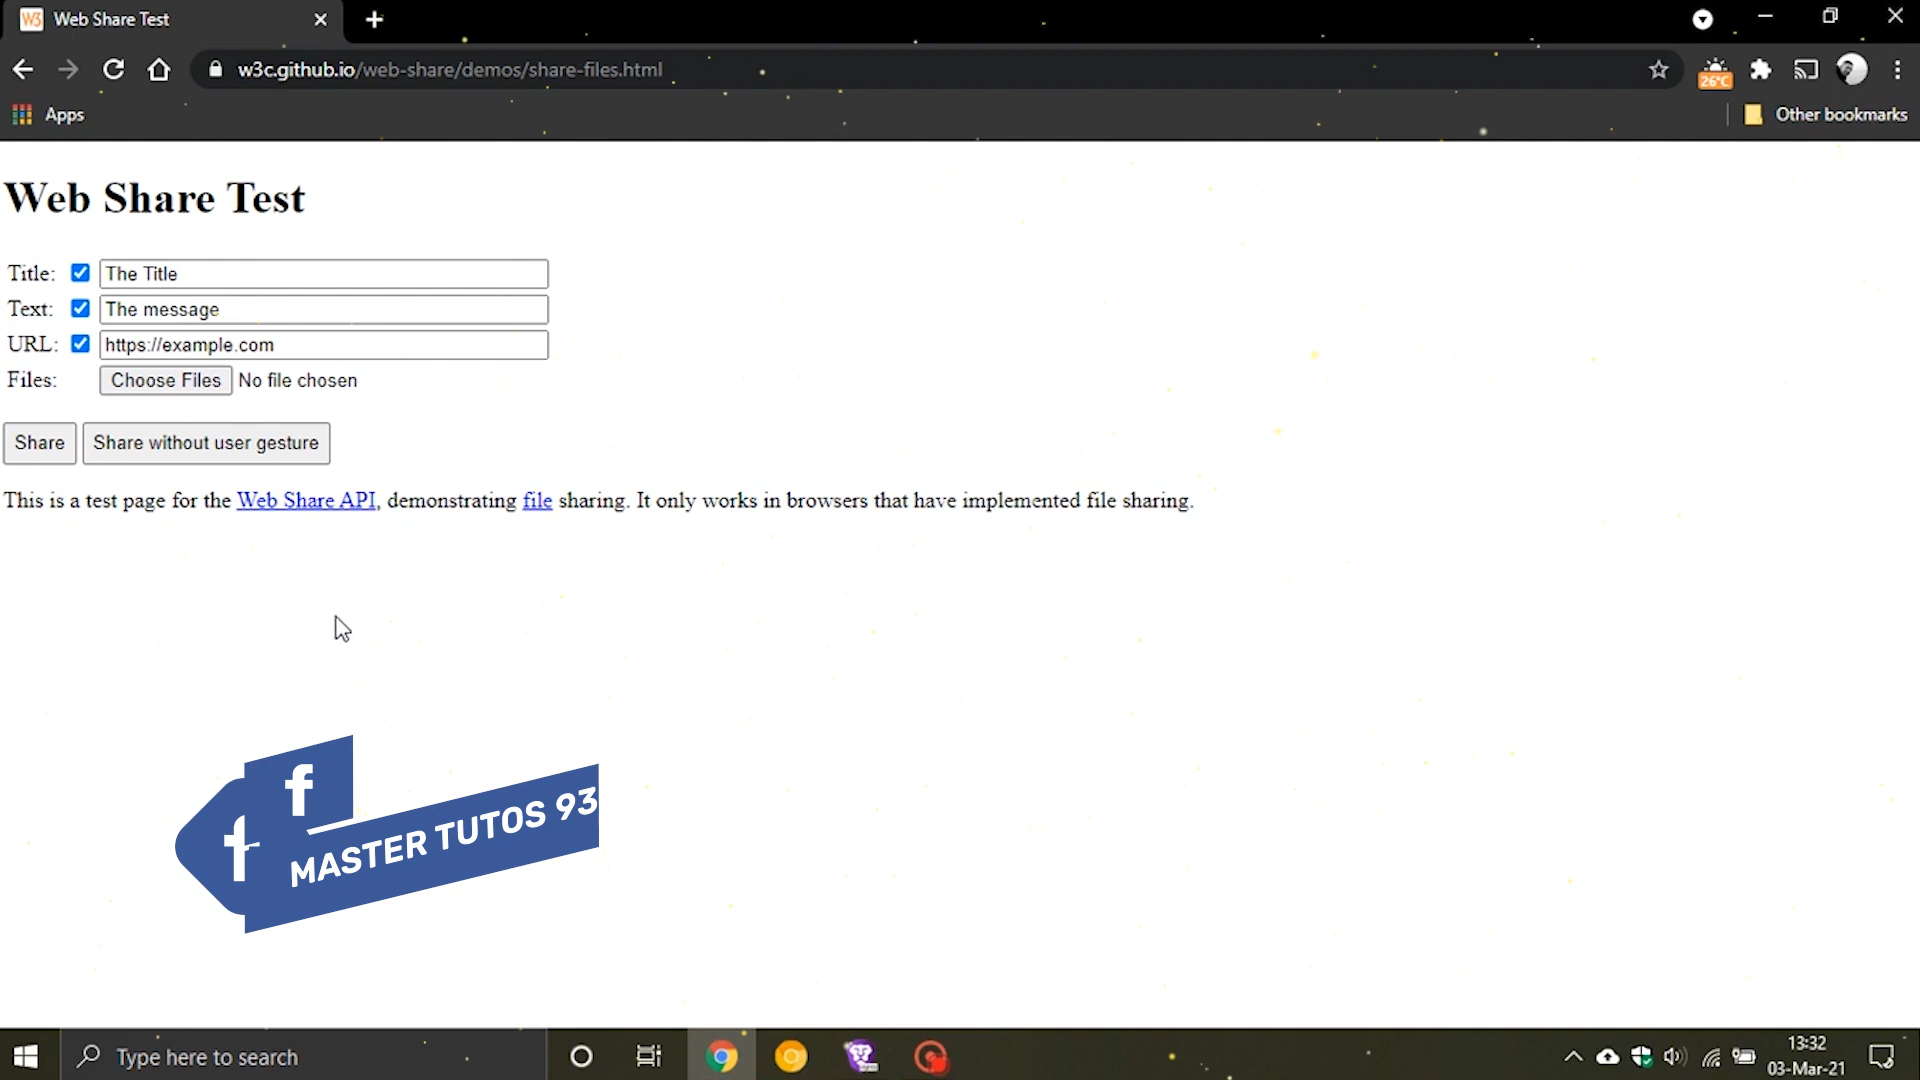 W3 Web Share Test
w3c.github.io/web-share/demos/share-files.html
26°C
Apps
Other bookmarks
Web Share Test
Title: The Title
Text: The message
URL: https://example.com
Files: Choose Files No file chosen
Share Share without user gesture
This is a test page for the Web Share API, demonstrating file sharing. It only works in browsers that have implemented file sharing.
f
f
MASTER TUTOS 93
Type here to search
13:32
03-Mar-21